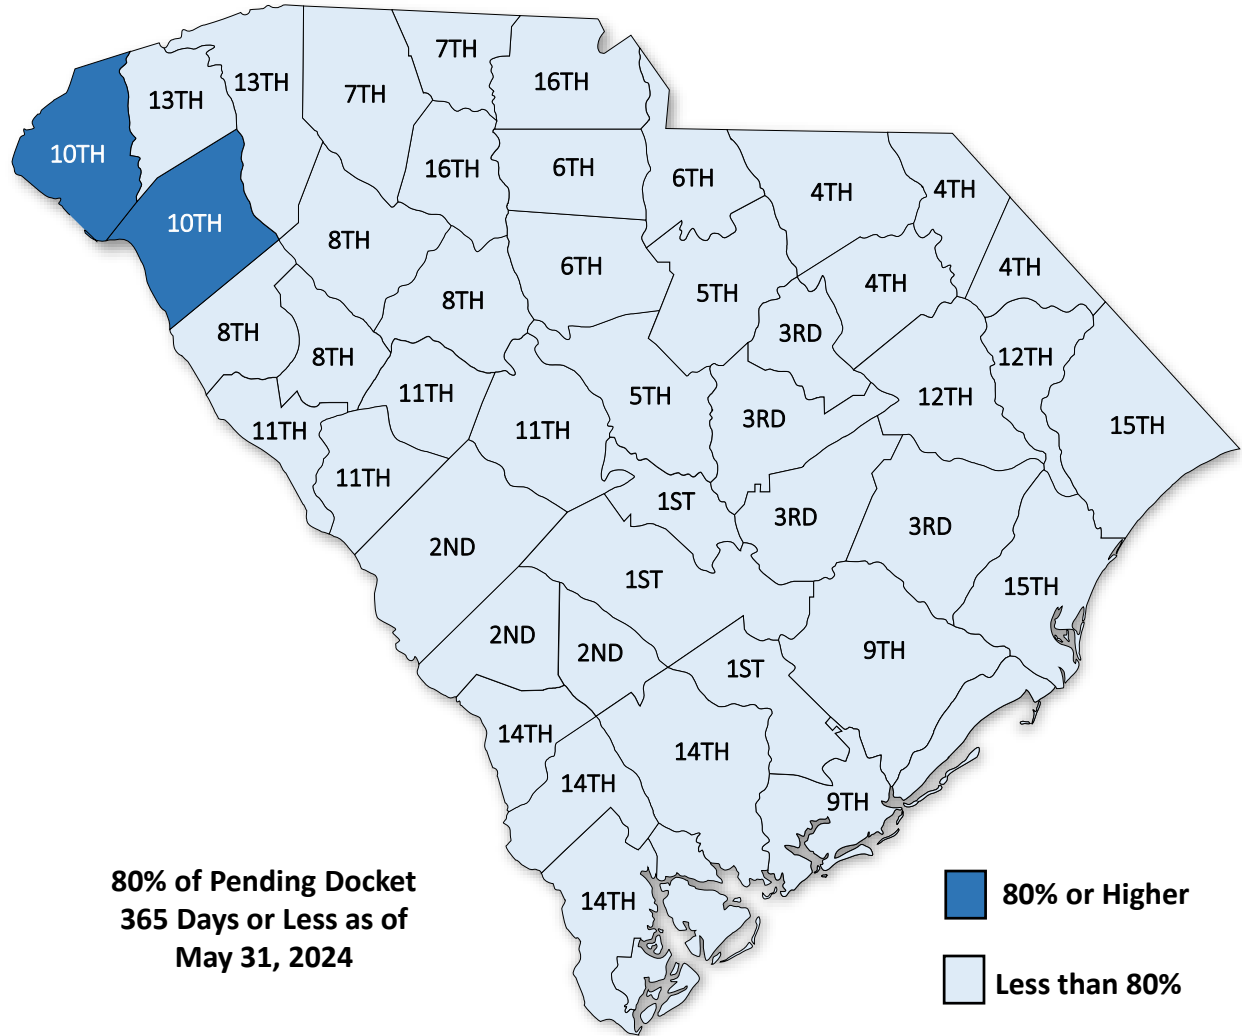 7TH
16TH
13TH
13TH
7TH
10TH
16TH
6TH
6TH
4TH
4TH
10TH
8TH
6TH
4TH
4TH
8TH
5TH
3RD
8TH
8TH
12TH
11TH
5TH
12TH
11TH
11TH
3RD
15TH
11TH
1ST
3RD
3RD
2ND
1ST
15TH
2ND
2ND
1ST
9TH
14TH
14TH
14TH
9TH
14TH
80% of Pending Docket
365 Days or Less as of
May 31, 2024
80% or Higher
Less than 80%